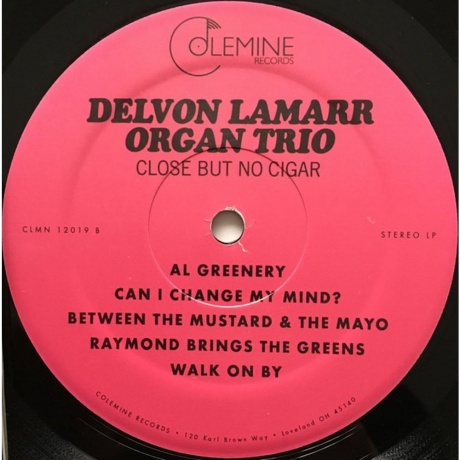 COLEMINE
RECORDS
DELVON LAMARR
ORGAN TRIO
CLOSE BUT NO CIGAR
CLMN 12019 B
STEREO LP
AL GREENERY
CAN I CHANGE MY MIND?
BETWEEN THE MUSTARD & THE MAYO
RAYMOND BRINGS THE GREENS
WALK ON BY
COLEMINE RECORDS • 120 Karl Brown Way • Loveland OH 45140